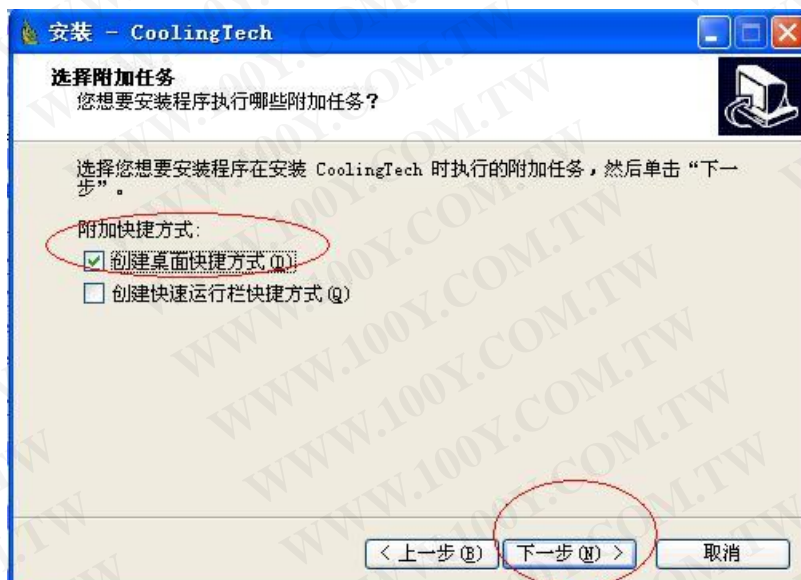 安装 - CoolingTech
选择附加任务
您想要安装程序执行哪些附加任务?
选择您想要安装程序在安装 CoolingTech 时执行的附加任务,然后单击“下一
步”。
附加快捷方式:
创建桌面快捷方式(D)
创建快速运行栏快捷方式(Q)
< 上一步(B)
下一步(N) >
取消
WWW.100Y.COM.TW